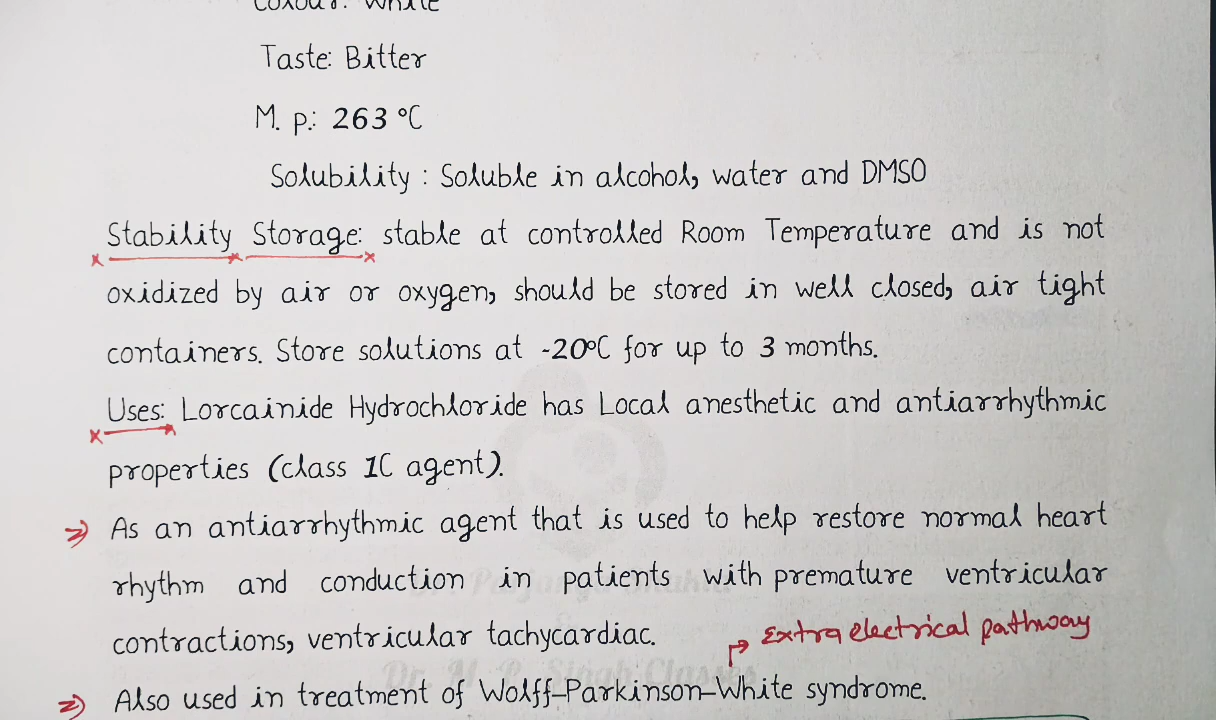 Colour: White
Taste: Bitter
M. p.: 263 °C
Solubility : Soluble in alcohol, water and DMSO
Stability Storage: stable at controlled Room Temperature and is not
oxidized by air or oxygen, should be stored in well closed, air tight
containers. Store solutions at -20°C for up to 3 months.
Uses: Lorcainide Hydrochloride has Local anesthetic and antiarrhythmic
properties (class 1C agent).
⇒ As an antiarrhythmic agent that is used to help restore normal heart
rhythm and conduction in patients with premature ventricular
contractions, ventricular tachycardiac.
Extra electrical pathway
⇒ Also used in treatment of Wolff-Parkinson-White syndrome.